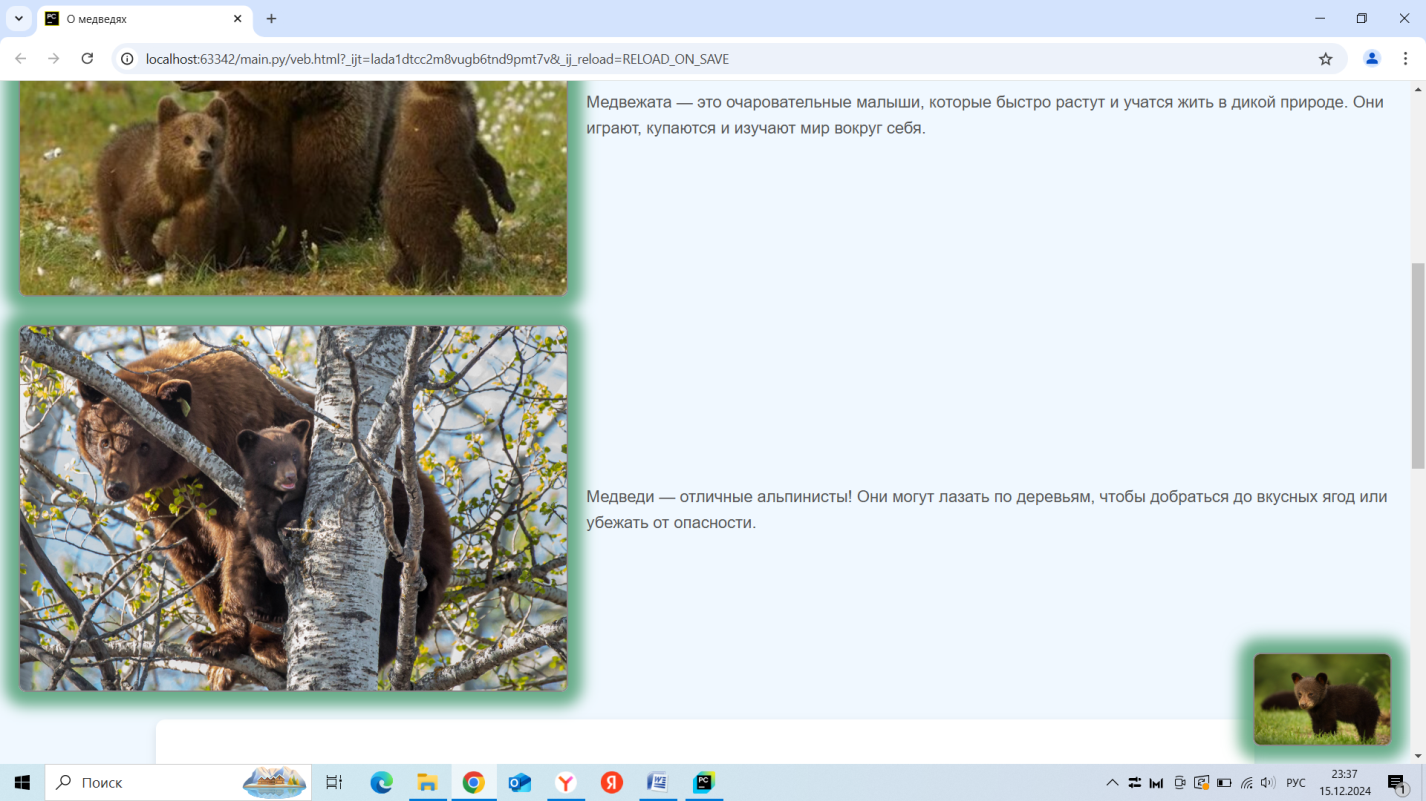 О медведях
localhost:63342/main.py/veb.html?_ijt=lada1dtcc2m8vugb6tnd9pmt7v&_ij_reload=RELOAD_ON_SAVE
Медвежата — это очаровательные малыши, которые быстро растут и учатся жить в дикой природе. Они
играют, купаются и изучают мир вокруг себя.
Медведи — отличные альпинисты! Они могут лазать по деревьям, чтобы добраться до вкусных ягод или
убежать от опасности.
Поиск
РУС
23:37
15.12.2024
1